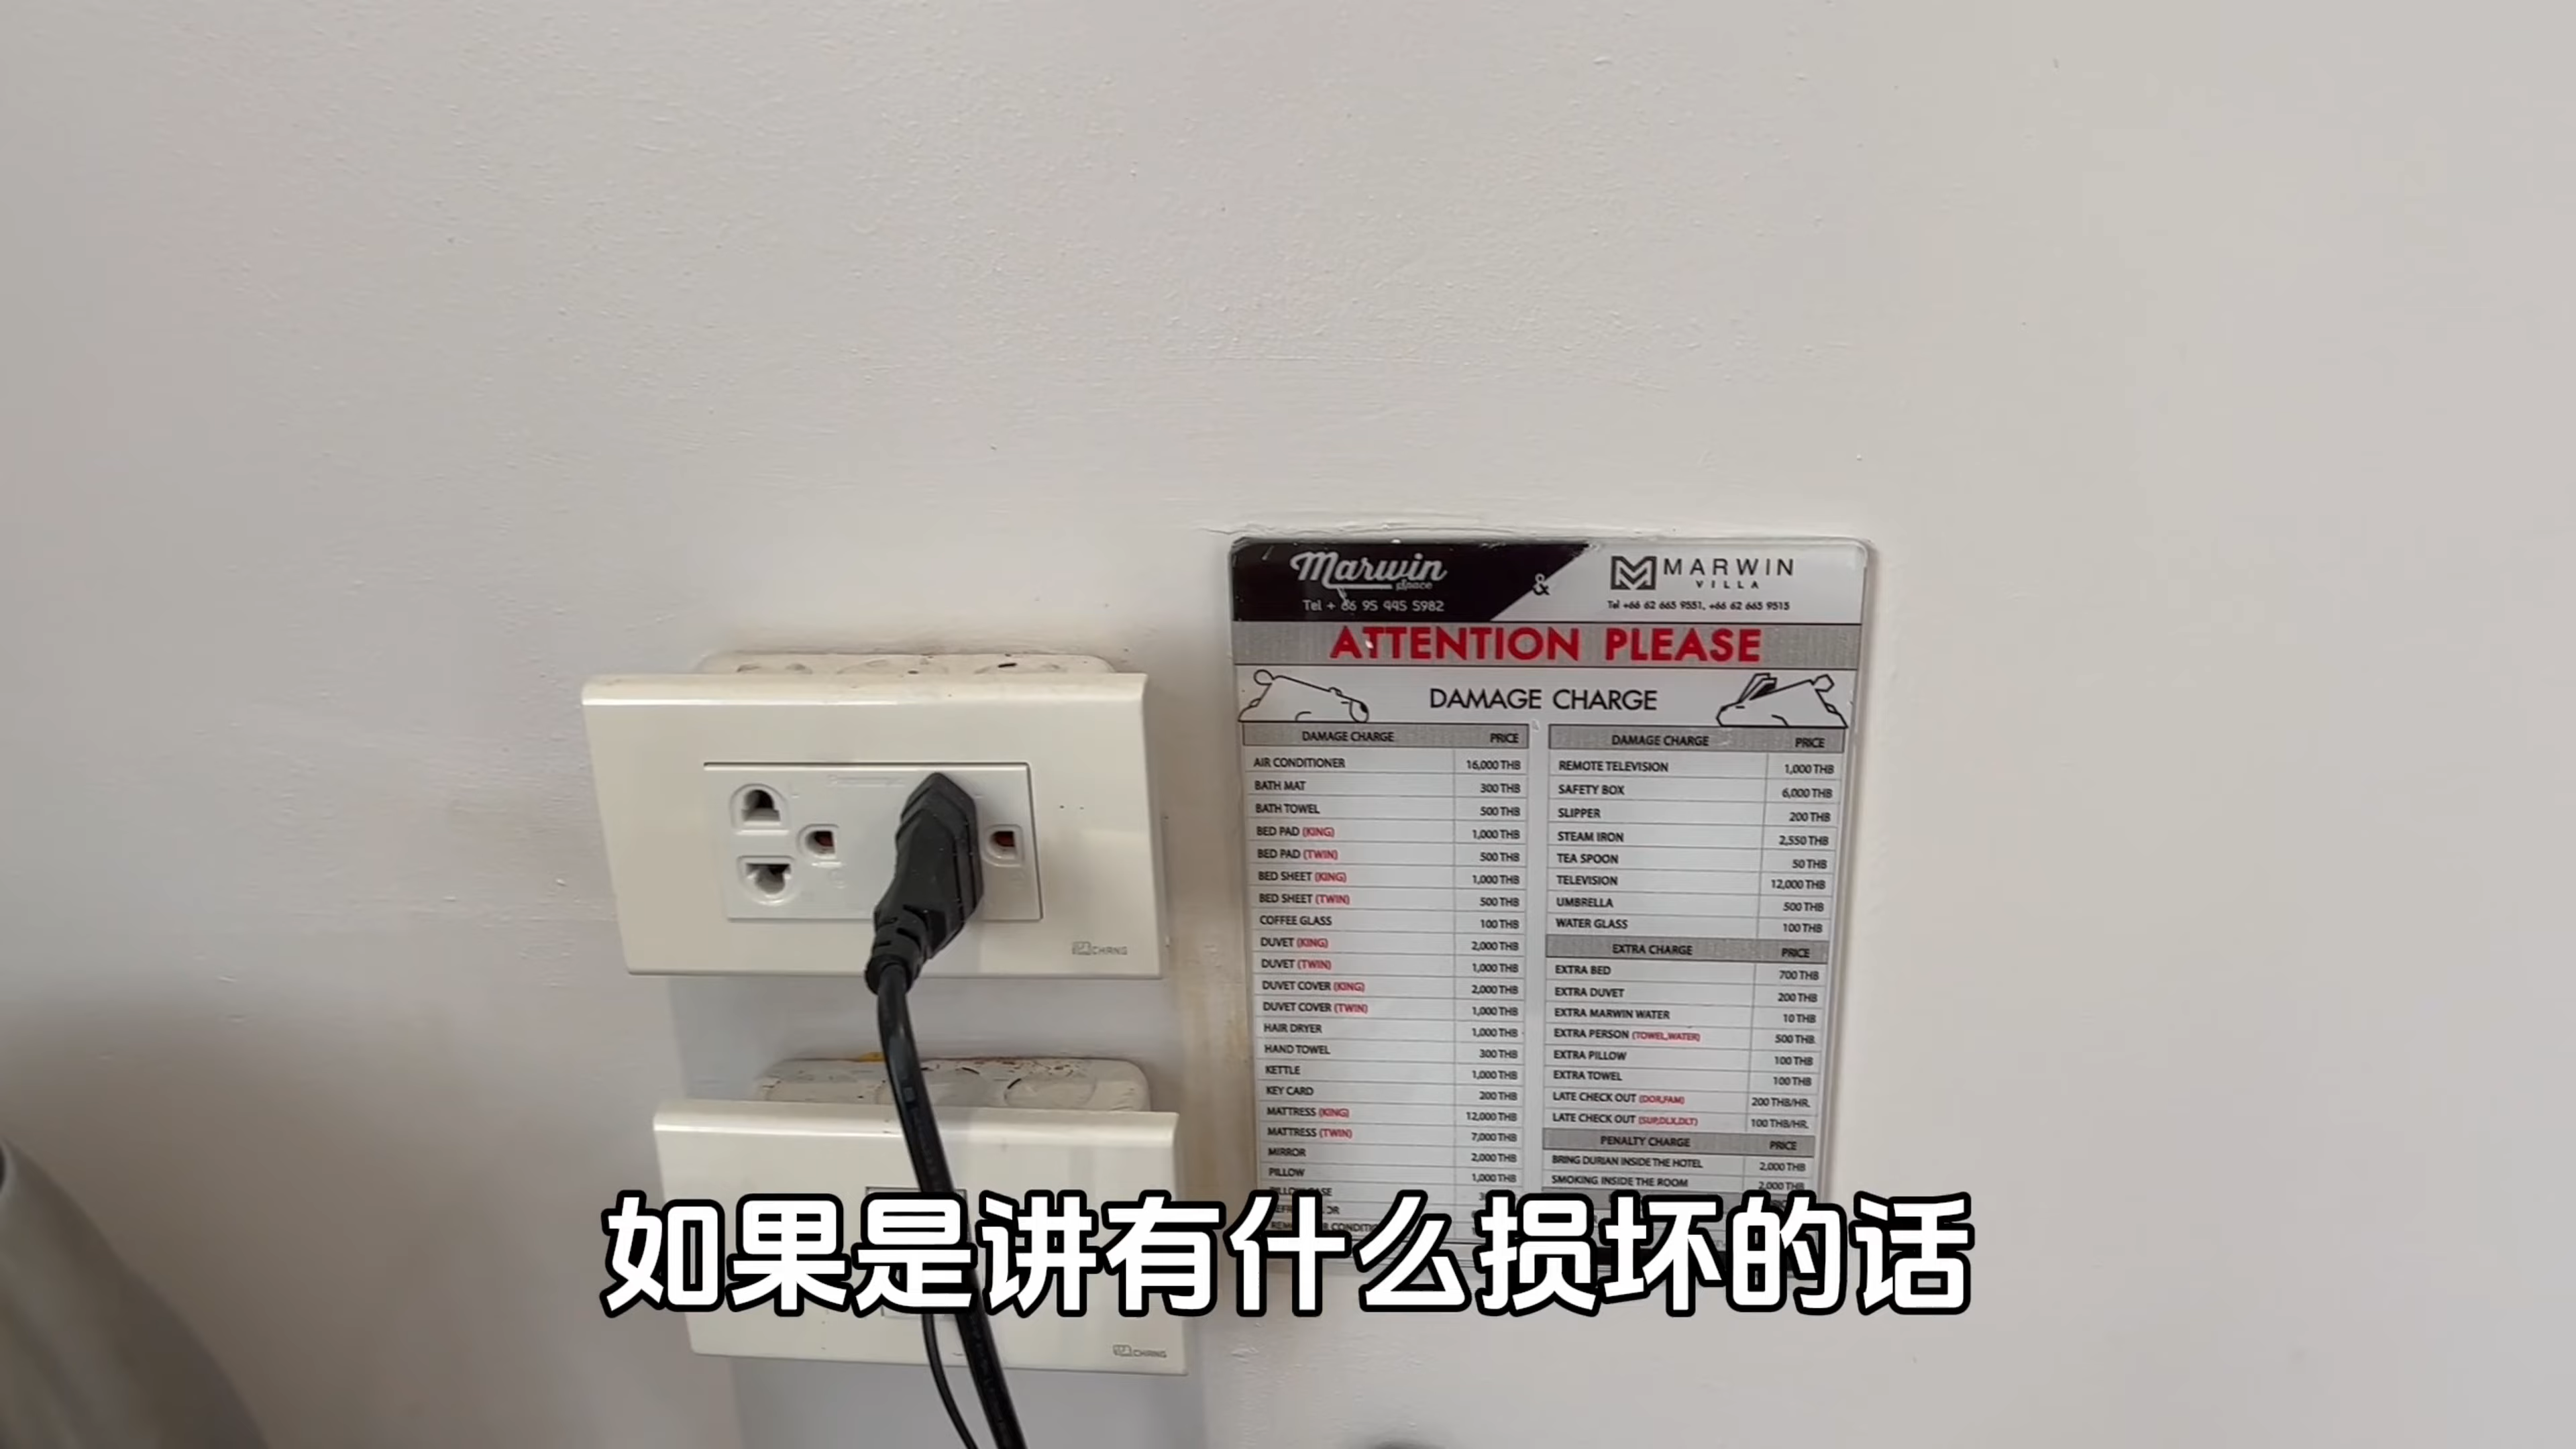 Marwin
space
Tel + 66 95 445 5982
&
MARWIN
VILLA
Tel +66 62 665 9551, +66 62 665 9515
ATTENTION PLEASE
DAMAGE CHARGE
DAMAGE CHARGE PRICE
AIR CONDITIONER 16,000 THB
BATH MAT 300 THB
BATH TOWEL 500 THB
BED PAD (KING) 1,000 THB
BED PAD (TWIN) 500 THB
BED SHEET (KING) 1,000 THB
BED SHEET (TWIN) 500 THB
COFFEE GLASS 100 THB
DUVET (KING) 2,000 THB
DUVET (TWIN) 1,000 THB
DUVET COVER (KING) 2,000 THB
DUVET COVER (TWIN) 1,000 THB
HAIR DRYER 1,000 THB
HAND TOWEL 300 THB
KETTLE 1,000 THB
KEY CARD 200 THB
MATTRESS (KING) 12,000 THB
MATTRESS (TWIN) 7,000 THB
MIRROR 2,000 THB
PILLOW 1,000 THB
DAMAGE CHARGE PRICE
REMOTE TELEVISION 1,000 THB
SAFETY BOX 6,000 THB
SLIPPER 200 THB
STEAM IRON 2,550 THB
TEA SPOON 50 THB
TELEVISION 12,000 THB
UMBRELLA 500 THB
WATER GLASS 100 THB
EXTRA CHARGE PRICE
EXTRA BED 700 THB
EXTRA DUVET 200 THB
EXTRA MARWIN WATER 10 THB
EXTRA PERSON (TOWEL,WATER) 500 THB
EXTRA PILLOW 100 THB
EXTRA TOWEL 100 THB
LATE CHECK OUT (DOR,FAM) 200 THB/HR.
LATE CHECK OUT (SUP,DLX,DLT) 100 THB/HR.
PENALTY CHARGE PRICE
BRING DURIAN INSIDE THE HOTEL 2,000 THB
SMOKING INSIDE THE ROOM 2,000 THB
CHANG
CHANG
如果是讲有什么损坏的话